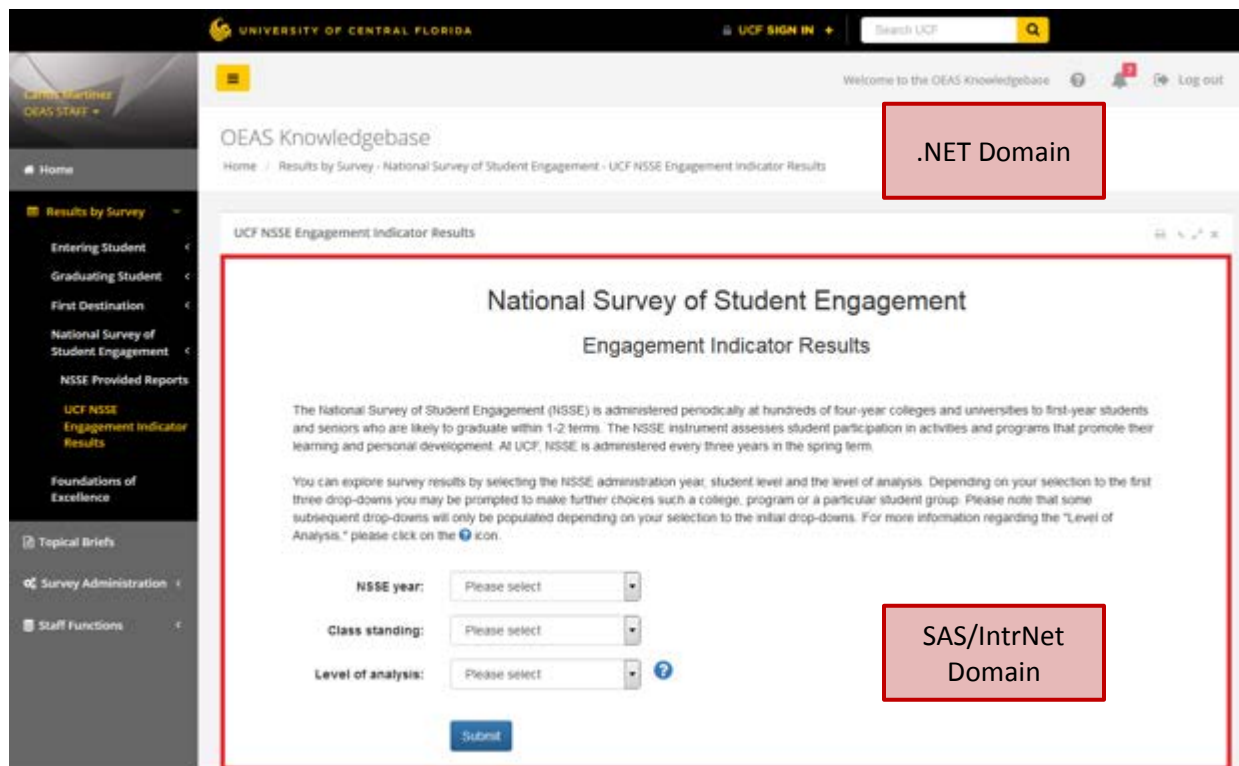 UNIVERSITY OF CENTRAL FLORIDA
UCF SIGN IN +
Search UCF
Carlos Martinez
OEAS STAFF
Welcome to the OEAS Knowledgebase
Log out
OEAS Knowledgebase
Home / Results by Survey - National Survey of Student Engagement - UCF NSSE Engagement Indicator Results
.NET Domain
Home
Results by Survey
Entering Student
Graduating Student
First Destination
National Survey of
Student Engagement
NSSE Provided Reports
UCF NSSE
Engagement Indicator
Results
Foundations of
Excellence
Topical Briefs
Survey Administration
Staff Functions
UCF NSSE Engagement Indicator Results
National Survey of Student Engagement
Engagement Indicator Results
The National Survey of Student Engagement (NSSE) is administered periodically at hundreds of four-year colleges and universities to first-year students
and seniors who are likely to graduate within 1-2 terms. The NSSE instrument assesses student participation in activities and programs that promote their
learning and personal development. At UCF, NSSE is administered every three years in the spring term.
You can explore survey results by selecting the NSSE administration year, student level and the level of analysis. Depending on your selection to the first
three drop-downs you may be prompted to make further choices such a college, program or a particular student group. Please note that some
subsequent drop-downs will only be populated depending on your selection to the initial drop-downs. For more information regarding the "Level of
Analysis," please click on the ? icon.
NSSE year: Please select
Class standing: Please select
Level of analysis: Please select ?
Submit
SAS/IntrNet
Domain